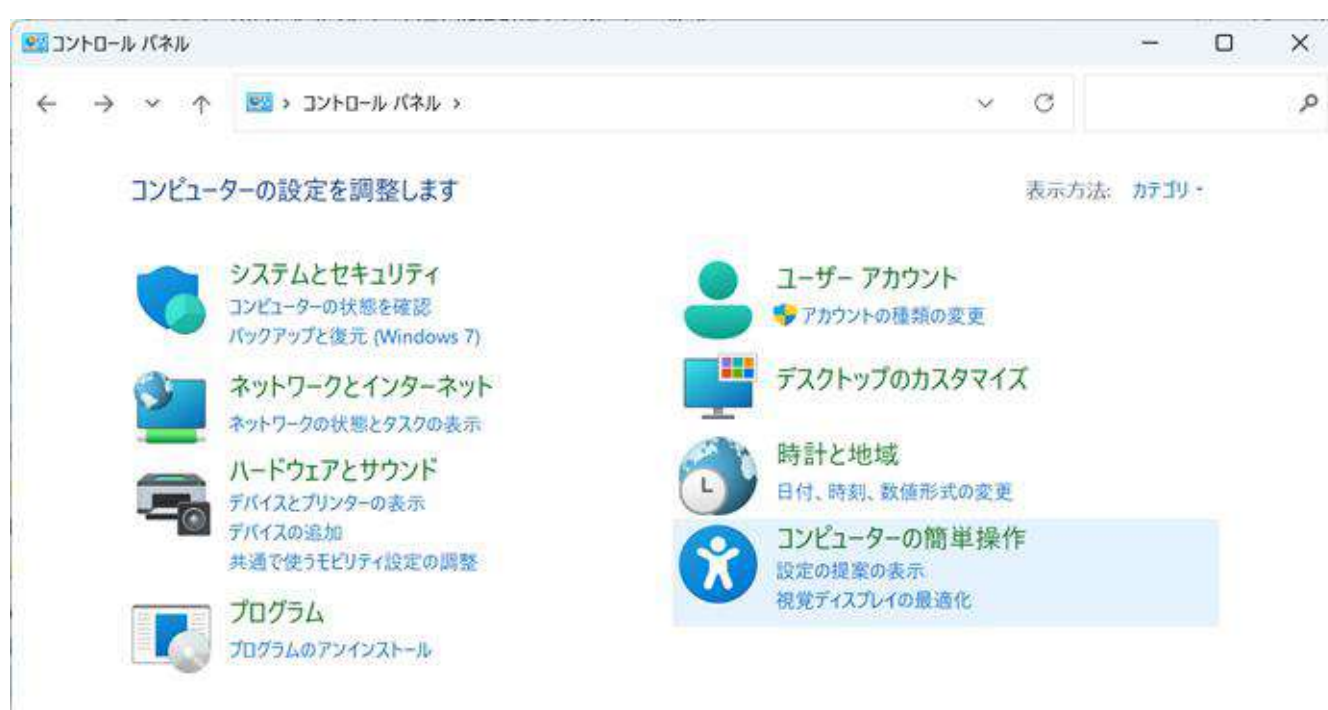 コントロール パネル
コントロール パネル
コンピューターの設定を調整します
表示方法: カテゴリ
システムとセキュリティ
コンピューターの状態を確認
バックアップと復元 (Windows 7)
ネットワークとインターネット
ネットワークの状態とタスクの表示
ハードウェアとサウンド
デバイスとプリンターの表示
デバイスの追加
共通で使うモビリティ設定の調整
プログラム
プログラムのアンインストール
ユーザー アカウント
アカウントの種類の変更
デスクトップのカスタマイズ
時計と地域
日付、時刻、数値形式の変更
コンピューターの簡単操作
設定の提案の表示
視覚ディスプレイの最適化